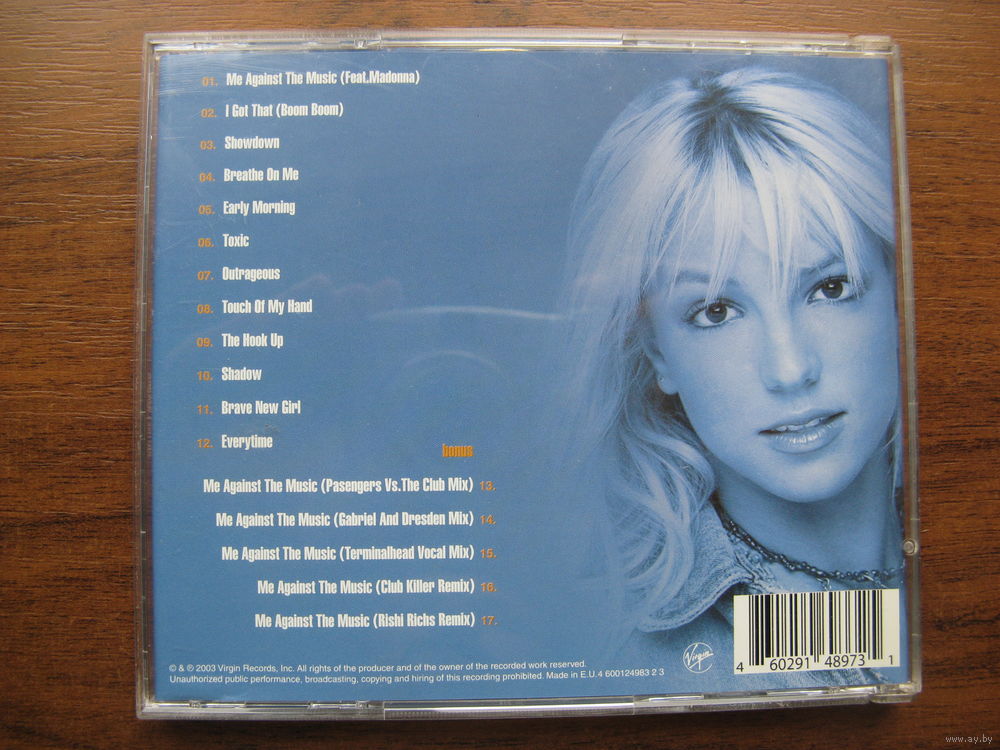 01. Me Against The Music (Feat.Madonna)
02. I Got That (Boom Boom)
03. Showdown
04. Breathe On Me
05. Early Morning
06. Toxic
07. Outrageous
08. Touch Of My Hand
09. The Hook Up
10. Shadow
11. Brave New Girl
12. Everytime
bonus
Me Against The Music (Pasengers Vs.The Club Mix) 13.
Me Against The Music (Gabriel And Dresden Mix) 14.
Me Against The Music (Terminalhead Vocal Mix) 15.
Me Against The Music (Club Killer Remix) 16.
Me Against The Music (Rishi Richs Remix) 17.
© & ℗ 2003 Virgin Records, Inc. All rights of the producer and of the owner of the recorded work reserved.
Unauthorized public performance, broadcasting, copying and hiring of this recording prohibited. Made in E.U.4 600124983 2 3
Virgin
4 60291 48973 1
www.ay.by